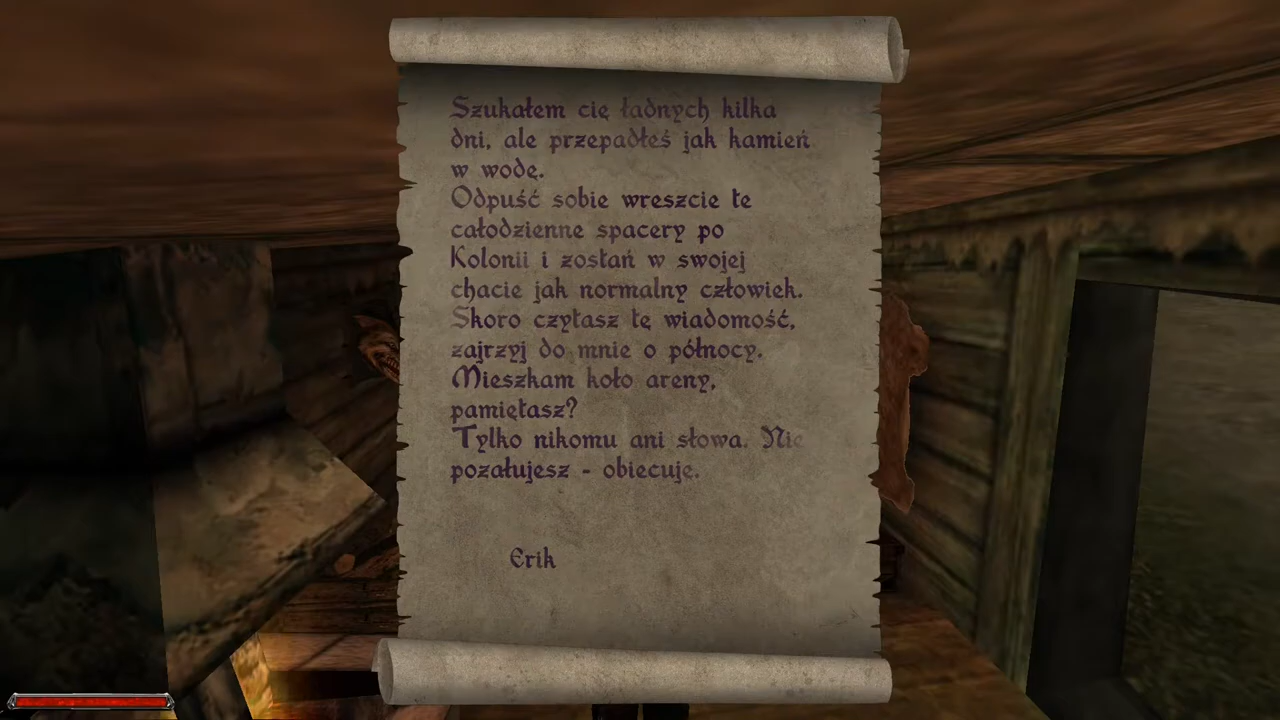 Szukałem cię ładnych kilka
dni, ale przepadłeś jak kamień
w wodę.
Odpuść sobie wreszcie te
całodzienne spacery po
Kolonii i zostań w swojej
chacie jak normalny człowiek.
Skoro czytasz tę wiadomość,
zajrzyj do mnie o północy.
Mieszkam koło areny,
pamiętasz?
Tylko nikomu ani słowa. Nie
pozałujesz - obiecuję.
Erik